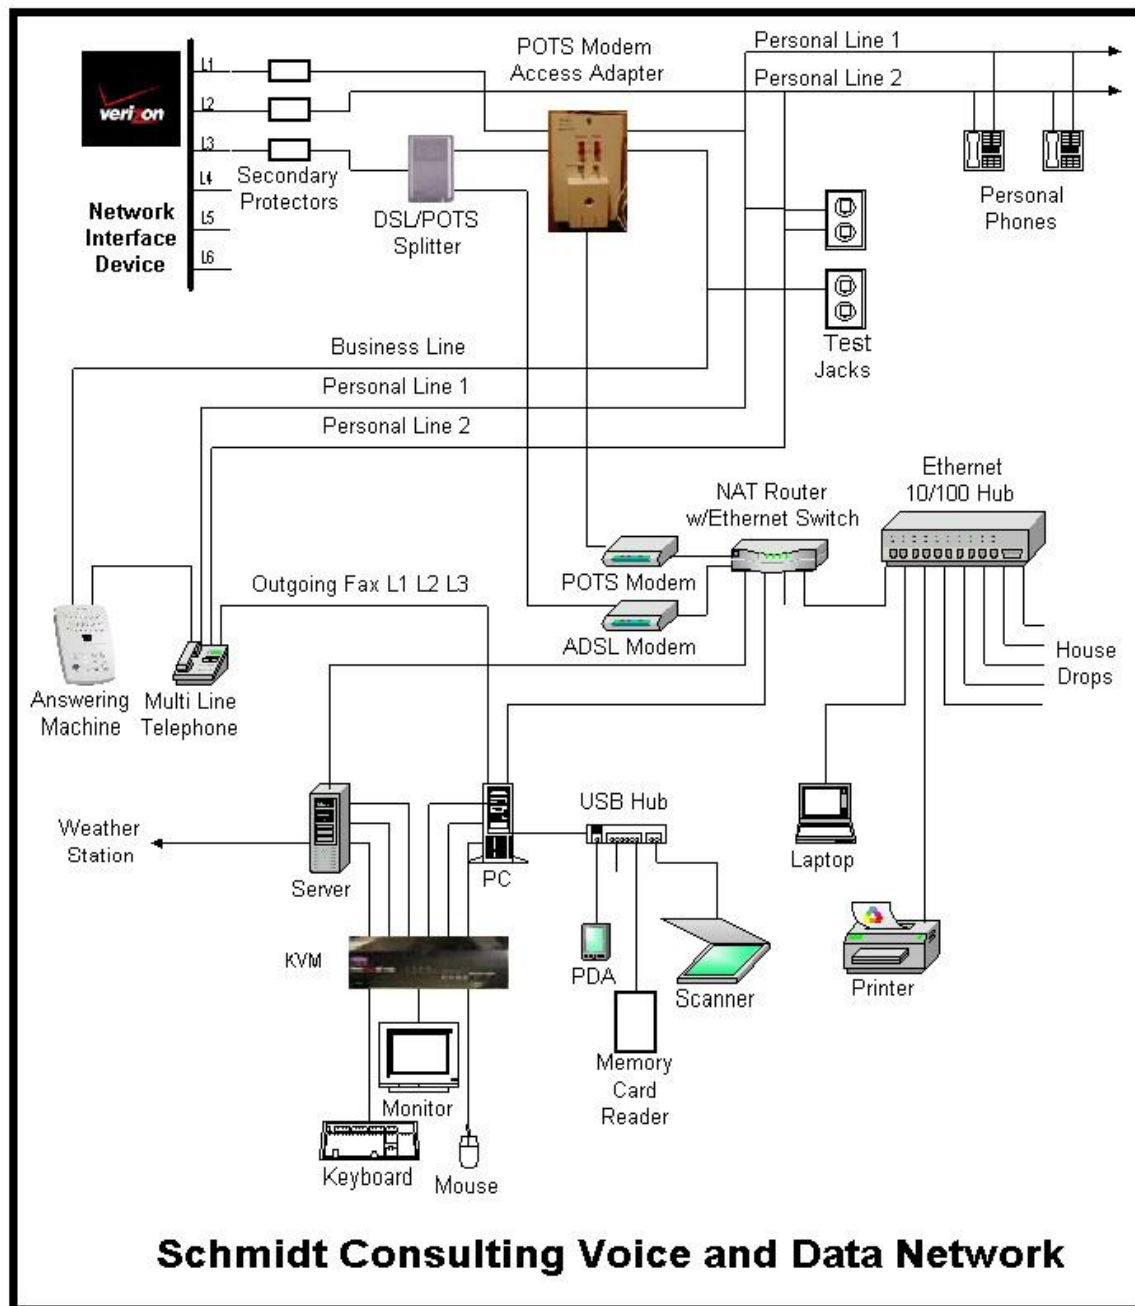 POTS Modem
Access Adapter
Personal Line 1
Personal Line 2
L1
L2
L3
L4
L5
L6
verizon
Network
Interface
Device
Secondary
Protectors
DSL/POTS
Splitter
Personal
Phones
Test
Jacks
Business Line
Personal Line 1
Personal Line 2
Ethernet
10/100 Hub
NAT Router
w/Ethernet Switch
POTS Modem
ADSL Modem
Outgoing Fax L1 L2 L3
House
Drops
Answering
Machine
Multi Line
Telephone
Weather
Station
Server
PC
USB Hub
Laptop
KVM
PDA
Scanner
Printer
Memory
Card
Reader
Monitor
Keyboard
Mouse
Schmidt Consulting Voice and Data Network